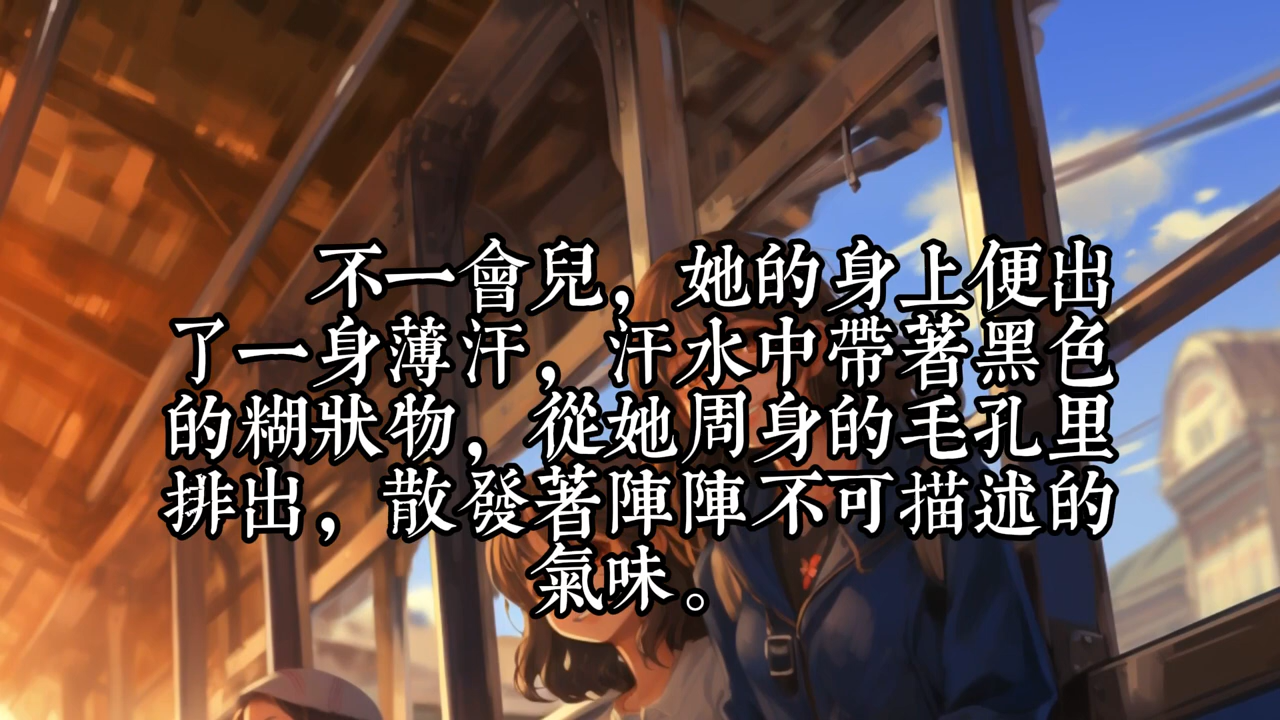 不一會兒，她的身上便出
了一身薄汗，汗水中帶著黑色
的糊狀物，從她周身的毛孔里
排出，散發著陣陣不可描述的
氣味。